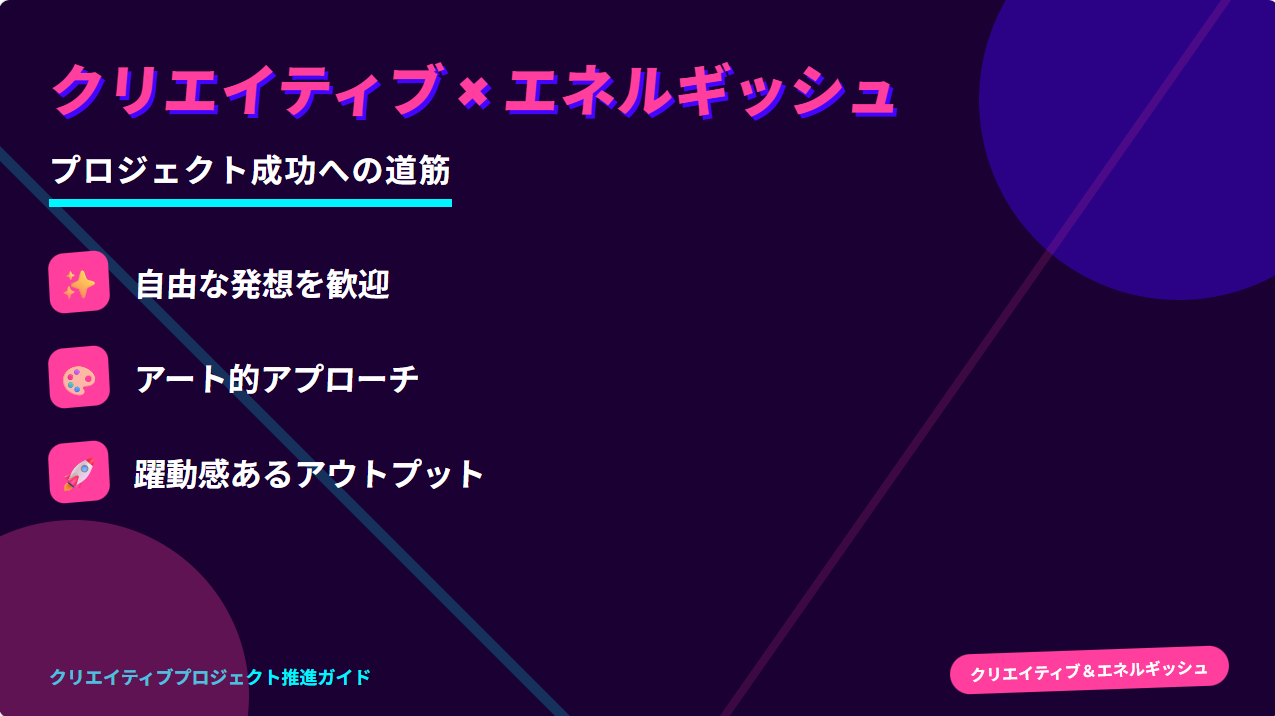 クリエイティブ × エネルギッシュ
プロジェクト成功への道筋
自由な発想を歓迎
アート的アプローチ
躍動感あるアウトプット
クリエイティブプロジェクト推進ガイド
クリエイティブ＆エネルギッシュ